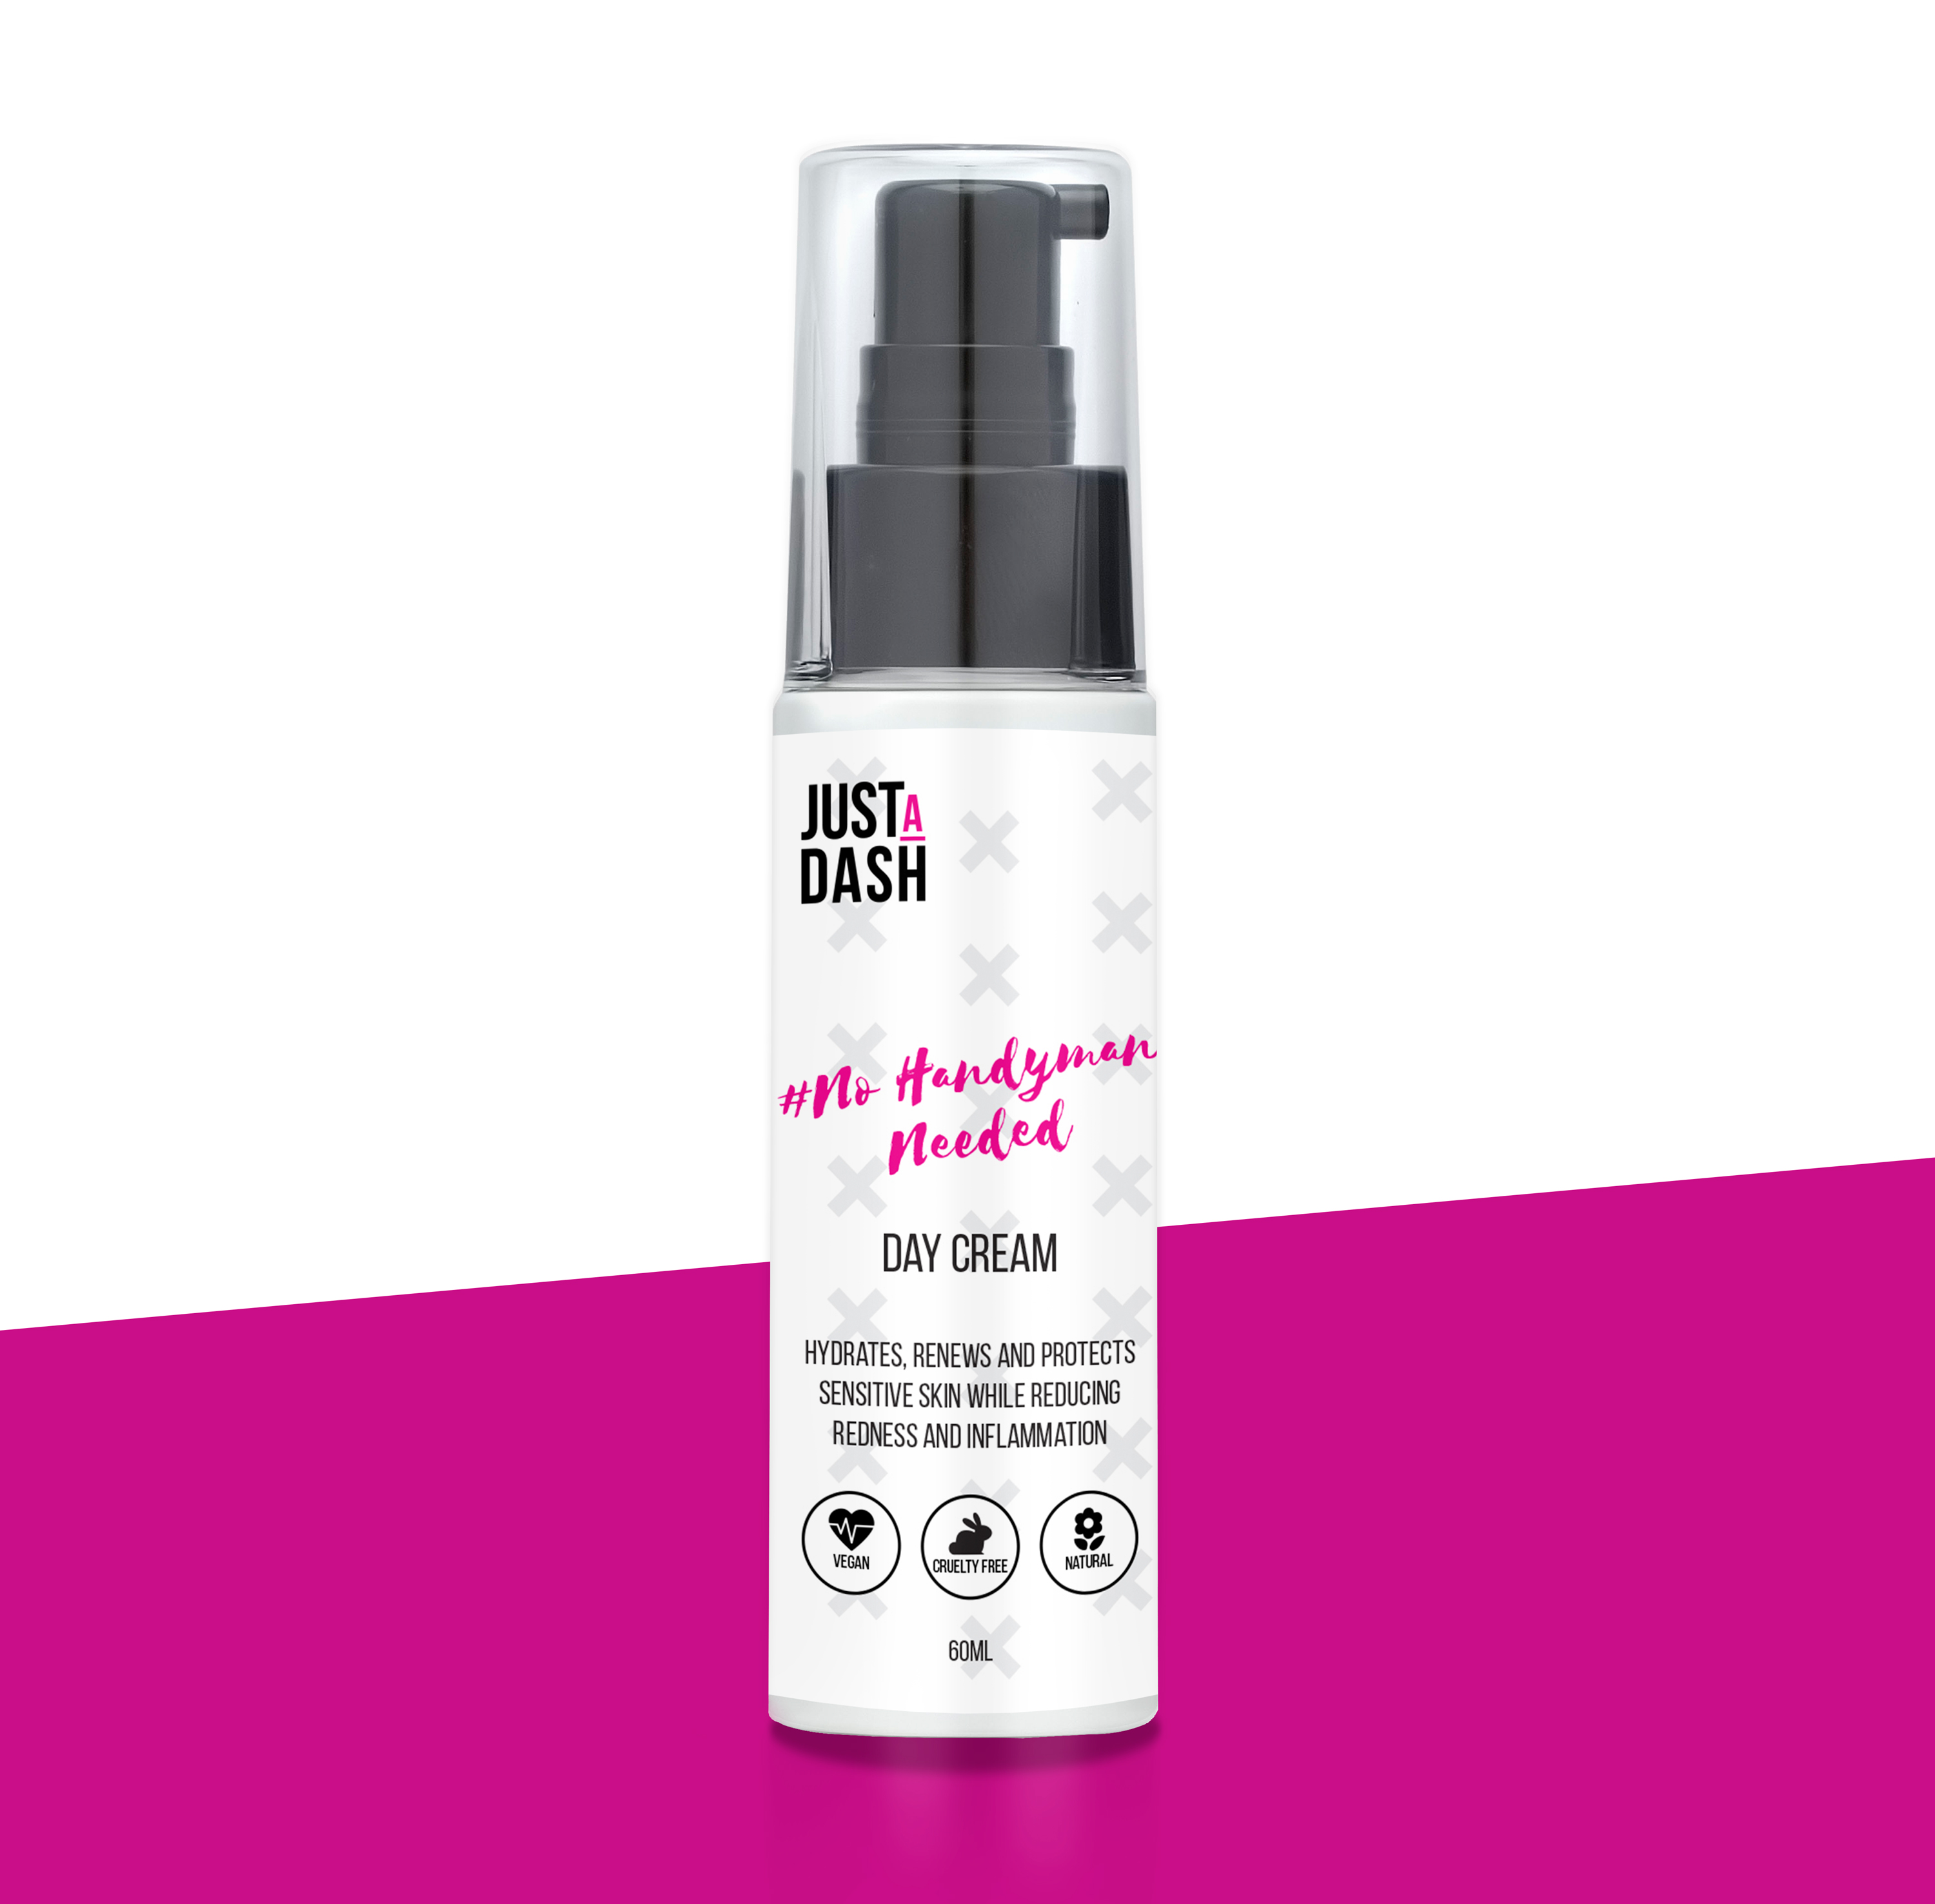 JUST A
DASH
#No Handyman
Needed
DAY CREAM
HYDRATES, RENEWS AND PROTECTS
SENSITIVE SKIN WHILE REDUCING
REDNESS AND INFLAMMATION
VEGAN
CRUELTY FREE
NATURAL
60ML